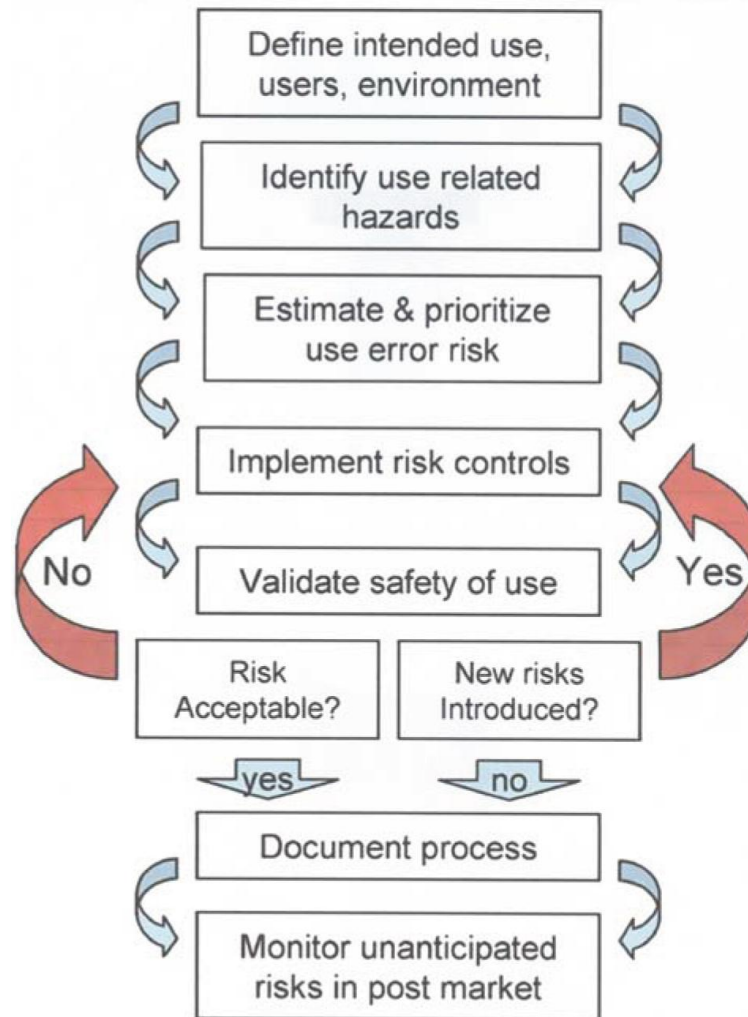 Define intended use,
users, environment
Identify use related
hazards
Estimate & prioritize
use error risk
Implement risk controls
No
Yes
Validate safety of use
Risk
Acceptable?
New risks
Introduced?
yes
no
Document process
Monitor unanticipated
risks in post market